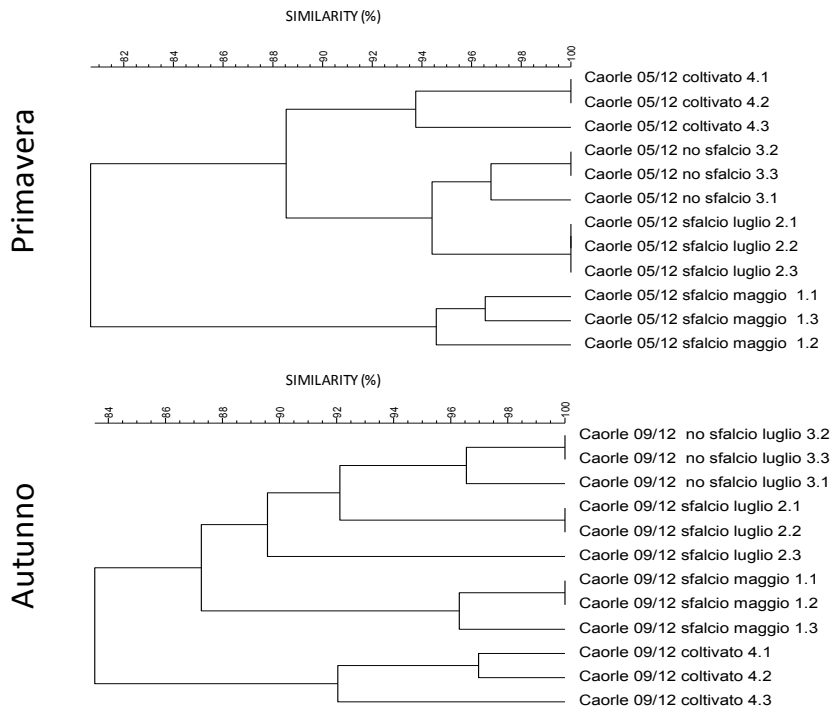 SIMILARITY (%)
-82 -84 -86 -88 -90 -92 -94 -96 -98 -100
Primavera
Caorle 05/12 coltivato 4.1
Caorle 05/12 coltivato 4.2
Caorle 05/12 coltivato 4.3
Caorle 05/12 no sfalcio 3.2
Caorle 05/12 no sfalcio 3.3
Caorle 05/12 no sfalcio 3.1
Caorle 05/12 sfalcio luglio 2.1
Caorle 05/12 sfalcio luglio 2.2
Caorle 05/12 sfalcio luglio 2.3
Caorle 05/12 sfalcio maggio 1.1
Caorle 05/12 sfalcio maggio 1.3
Caorle 05/12 sfalcio maggio 1.2
SIMILARITY (%)
-84 -86 -88 -90 -92 -94 -96 -98 -100
Autunno
Caorle 09/12 no sfalcio luglio 3.2
Caorle 09/12 no sfalcio luglio 3.3
Caorle 09/12 no sfalcio luglio 3.1
Caorle 09/12 sfalcio luglio 2.1
Caorle 09/12 sfalcio luglio 2.2
Caorle 09/12 sfalcio luglio 2.3
Caorle 09/12 sfalcio maggio 1.1
Caorle 09/12 sfalcio maggio 1.2
Caorle 09/12 sfalcio maggio 1.3
Caorle 09/12 coltivato 4.1
Caorle 09/12 coltivato 4.2
Caorle 09/12 coltivato 4.3